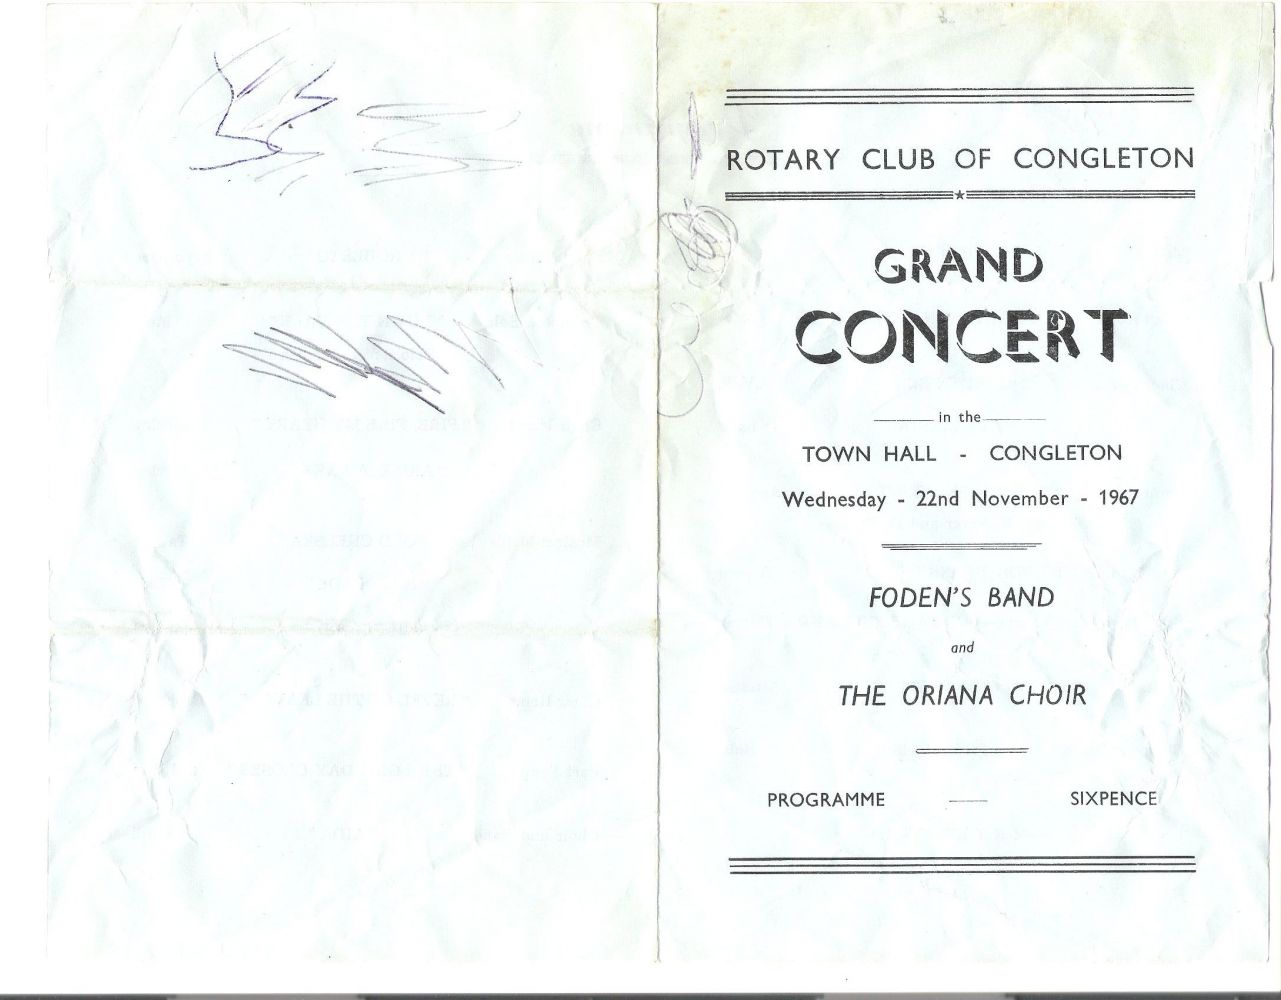 ROTARY CLUB OF CONGLETON
GRAND
CONCERT
in the
TOWN HALL - CONGLETON
Wednesday - 22nd November - 1967
FODEN'S BAND
and
THE ORIANA CHOIR
PROGRAMME — SIXPENCE